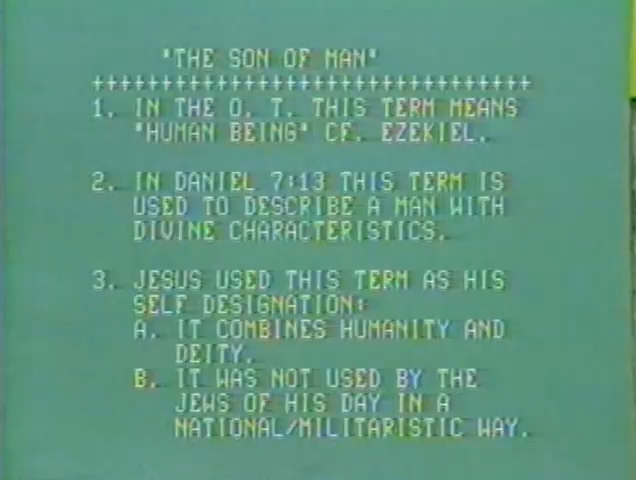 "THE SON OF MAN"
++++++++++++++++++++++++++++++++
1. IN THE O. T. THIS TERM MEANS
"HUMAN BEING" CF. EZEKIEL.
2. IN DANIEL 7:13 THIS TERM IS
USED TO DESCRIBE A MAN WITH
DIVINE CHARACTERISTICS.
3. JESUS USED THIS TERM AS HIS
SELF DESIGNATION:
A. IT COMBINES HUMANITY AND
DEITY.
B. IT WAS NOT USED BY THE
JEWS OF HIS DAY IN A
NATIONAL/MILITARISTIC WAY.